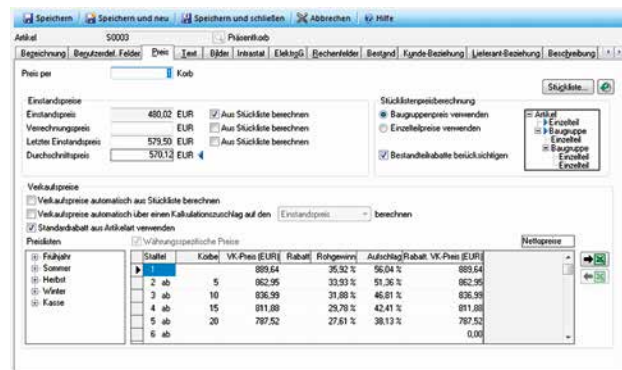 Speichern Speichern und neu Speichern und schließen Abbrechen Hilfe
Artikel S0003 Präsentkorb
Bezeichnung Benutzerdef. Felder Preis Text Bilder Intrastat ElektroG Rechenfelder Bestand Kunde-Beziehung Lieferant-Beziehung Beschreibung
Preis per 1 Korb
Stückliste...
Einstandspreise Stücklistenpreisberechnung
Einstandspreis 480,02 EUR Aus Stückliste berechnen Baugruppenpreis verwenden
Verrechnungspreis EUR Aus Stückliste berechnen Einzelteilpreise verwenden
Letzter Einstandspreis 579,50 EUR Aus Stückliste berechnen
Durchschnittspreis 570,12 EUR Bestandteilrabatte berücksichtigen
Artikel
Einzelteil
Baugruppe
Einzelteil
Baugruppe
Einzelteil
Einzelteil
Verkaufspreise
Verkaufspreise automatisch aus Stückliste berechnen
Verkaufspreise automatisch über einen Kalkulationszuschlag auf den Einstandspreis berechnen
Standardrabatt aus Artikelart verwenden
Preislisten Währungsspezifische Preise Nettopreise
Frühjahr
Sommer
Herbst
Winter
Kasse
Staffel Körbe VK-Preis (EUR) Rabatt Rohgewinn Aufschlag Rabatt. VK-Preis (EUR)
1 889,64 35,92 % 56,04 % 889,64
2 ab 5 862,95 33,93 % 51,36 % 862,95
3 ab 10 836,99 31,88 % 46,81 % 836,99
4 ab 15 811,88 29,78 % 42,41 % 811,88
5 ab 20 787,52 27,61 % 38,13 % 787,52
6 ab 0,00